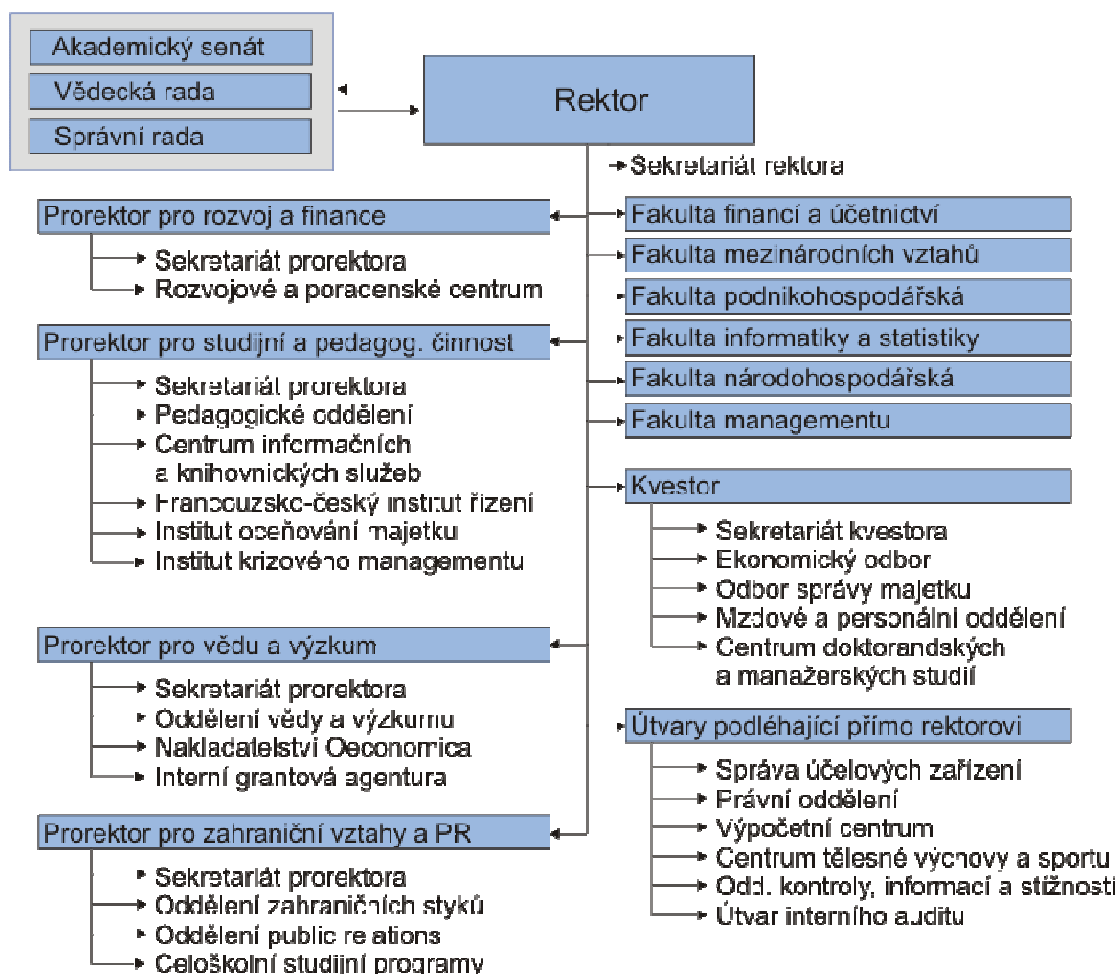 Akademický senát
Vědecká rada
Správní rada
Rektor
Sekretariát rektora
Prorektor pro rozvoj a finance
Sekretariát prorektora
Rozvojové a poracenské centrum
Prorektor pro studijní a pedagog. činnost
Sekretariát prorektora
Pedagogické oddělení
Centrum informačních
a knihovnických služeb
Francouzsko-český institut řízení
Institut oceňování majetku
Institut krizového managementu
Prorektor pro vědu a výzkum
Sekretariát prorektora
Oddělení vědy a výzkumu
Nakladatelství Oeconomica
Interní grantová agentura
Prorektor pro zahraniční vztahy a PR
Sekretariát prorektora
Oddělení zahraničních styků
Oddělení public relations
Celoškolní studijní programy
Fakulta financí a účetnictví
Fakulta mezinárodních vztahů
Fakulta podnikohospodářská
Fakulta informatiky a statistiky
Fakulta národohospodářská
Fakulta managementu
Kvestor
Sekretariát kvestora
Ekonomický odbor
Odbor správy majetku
Mzdové a personální oddělení
Centrum doktorandských
a manažerských studií
Útvary podléhající přímo rektorovi
Správa účelových zařízení
Právní oddělení
Výpočetní centrum
Centrum tělesné výchovy a sportu
Odd. kontroly, informací a stížností
Útvar interního auditu